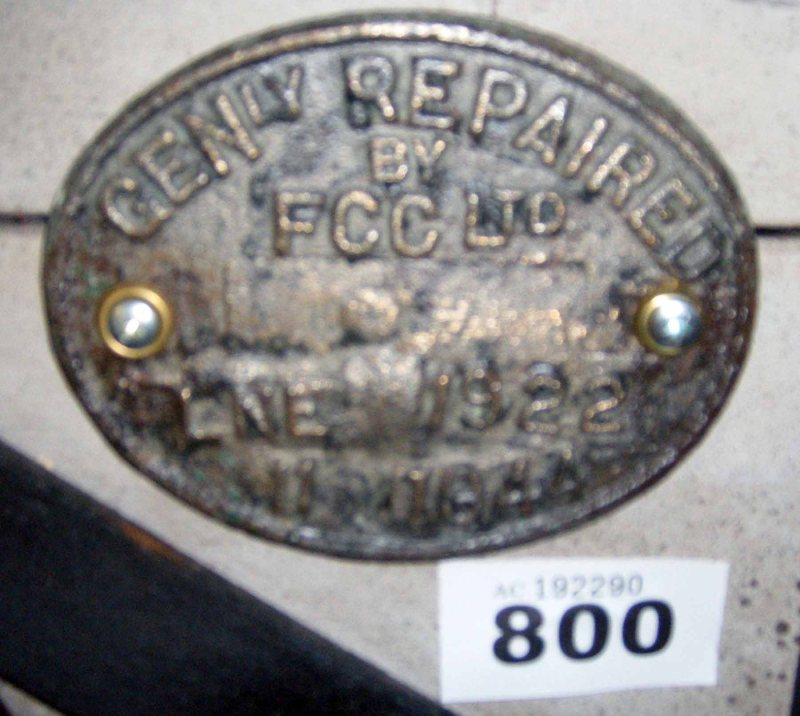 GENLY REPAIRED
BY
FCC LTD
1922
AC 192290
800